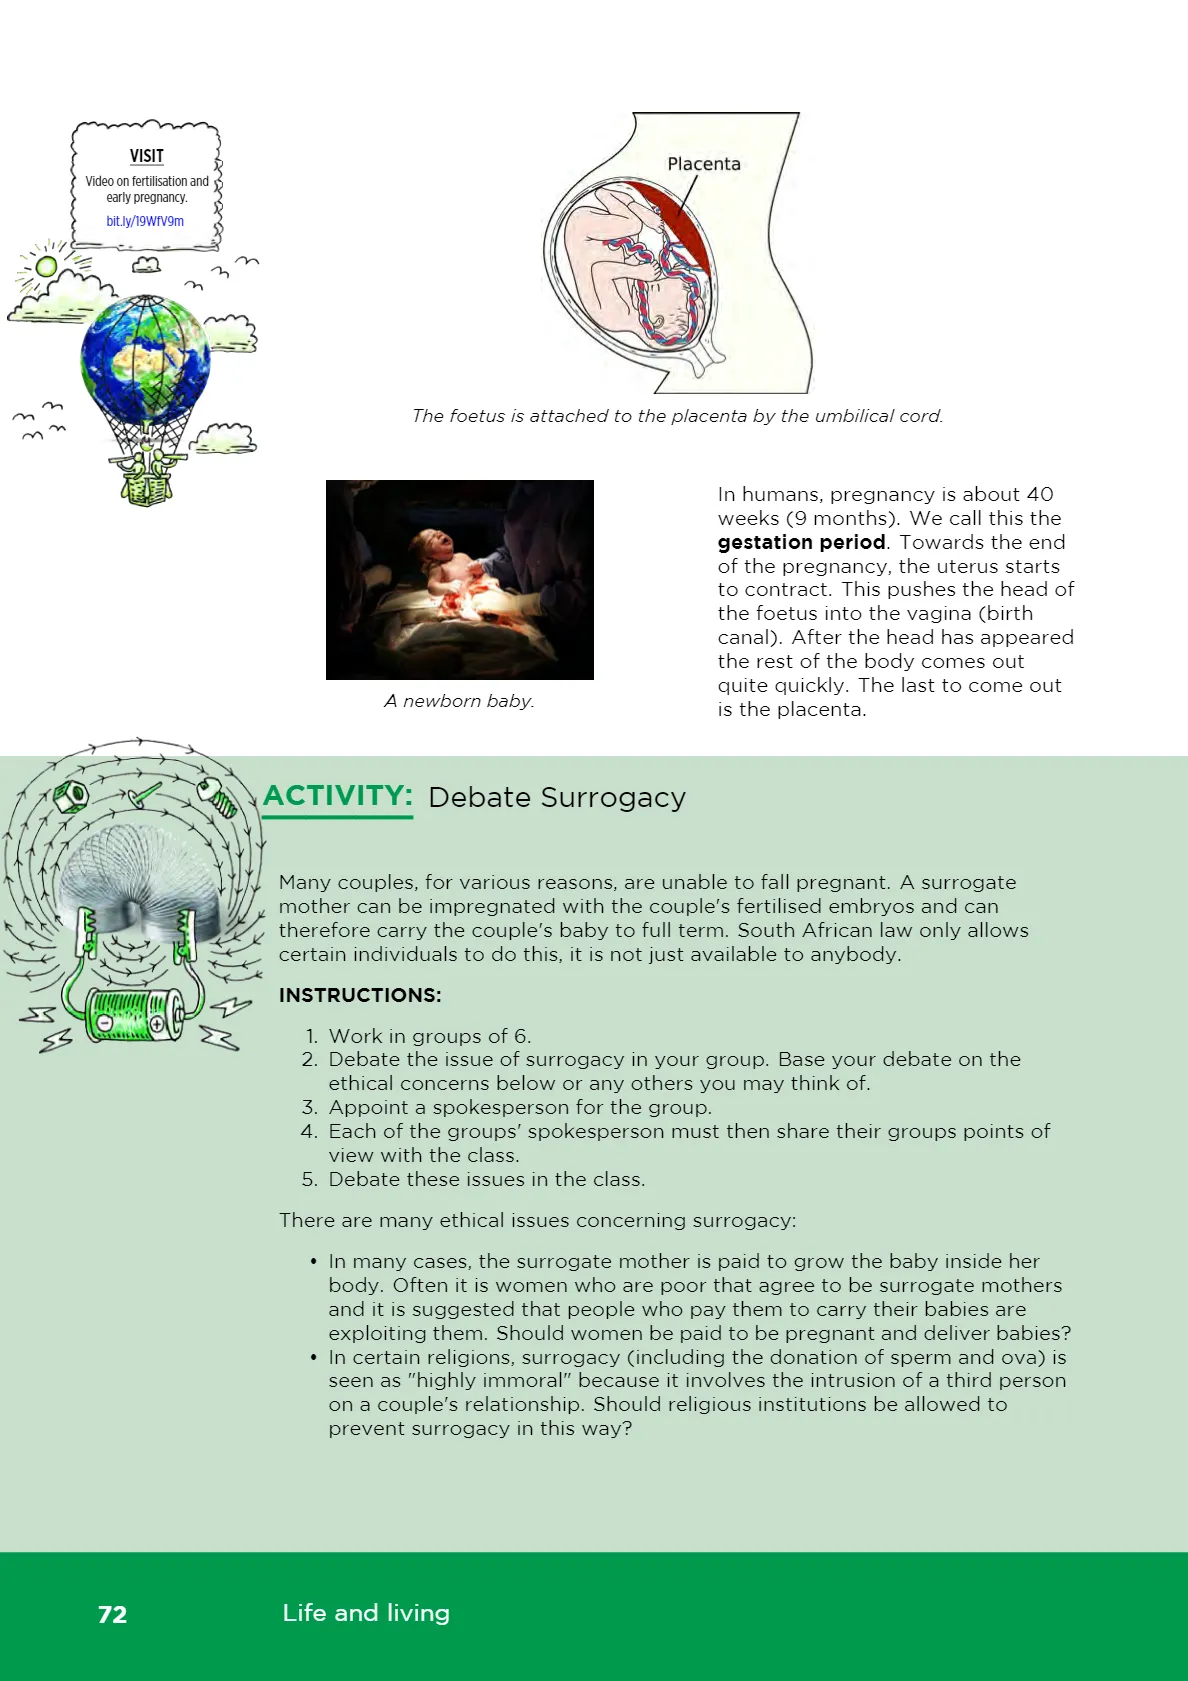 VISIT
Video on fertilisation and
early pregnancy.
bit.ly/19WfV9m
Placenta
The foetus is attached to the placenta by the umbilical cord.
A newborn baby.
In humans, pregnancy is about 40
weeks (9 months). We call this the
gestation period. Towards the end
of the pregnancy, the uterus starts
to contract. This pushes the head of
the foetus into the vagina (birth
canal). After the head has appeared
the rest of the body comes out
quite quickly. The last to come out
is the placenta.
ACTIVITY: Debate Surrogacy
Many couples, for various reasons, are unable to fall pregnant. A surrogate
mother can be impregnated with the couple's fertilised embryos and can
therefore carry the couple's baby to full term. South African law only allows
certain individuals to do this, it is not just available to anybody.
INSTRUCTIONS:
1. Work in groups of 6.
2. Debate the issue of surrogacy in your group. Base your debate on the
ethical concerns below or any others you may think of.
3. Appoint a spokesperson for the group.
4. Each of the groups' spokesperson must then share their groups points of
view with the class.
5. Debate these issues in the class.
There are many ethical issues concerning surrogacy:
• In many cases, the surrogate mother is paid to grow the baby inside her
body. Often it is women who are poor that agree to be surrogate mothers
and it is suggested that people who pay them to carry their babies are
exploiting them. Should women be paid to be pregnant and deliver babies?
• In certain religions, surrogacy (including the donation of sperm and ova) is
seen as "highly immoral" because it involves the intrusion of a third person
on a couple's relationship. Should religious institutions be allowed to
prevent surrogacy in this way?
72 Life and living